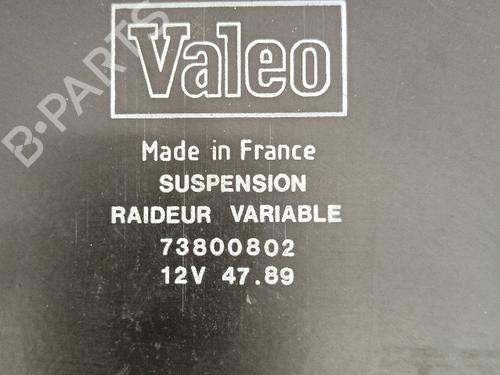 Valeo
Made in France
SUSPENSION
RAIDEUR VARIABLE
73800802
12V 47.89
B-PARTS